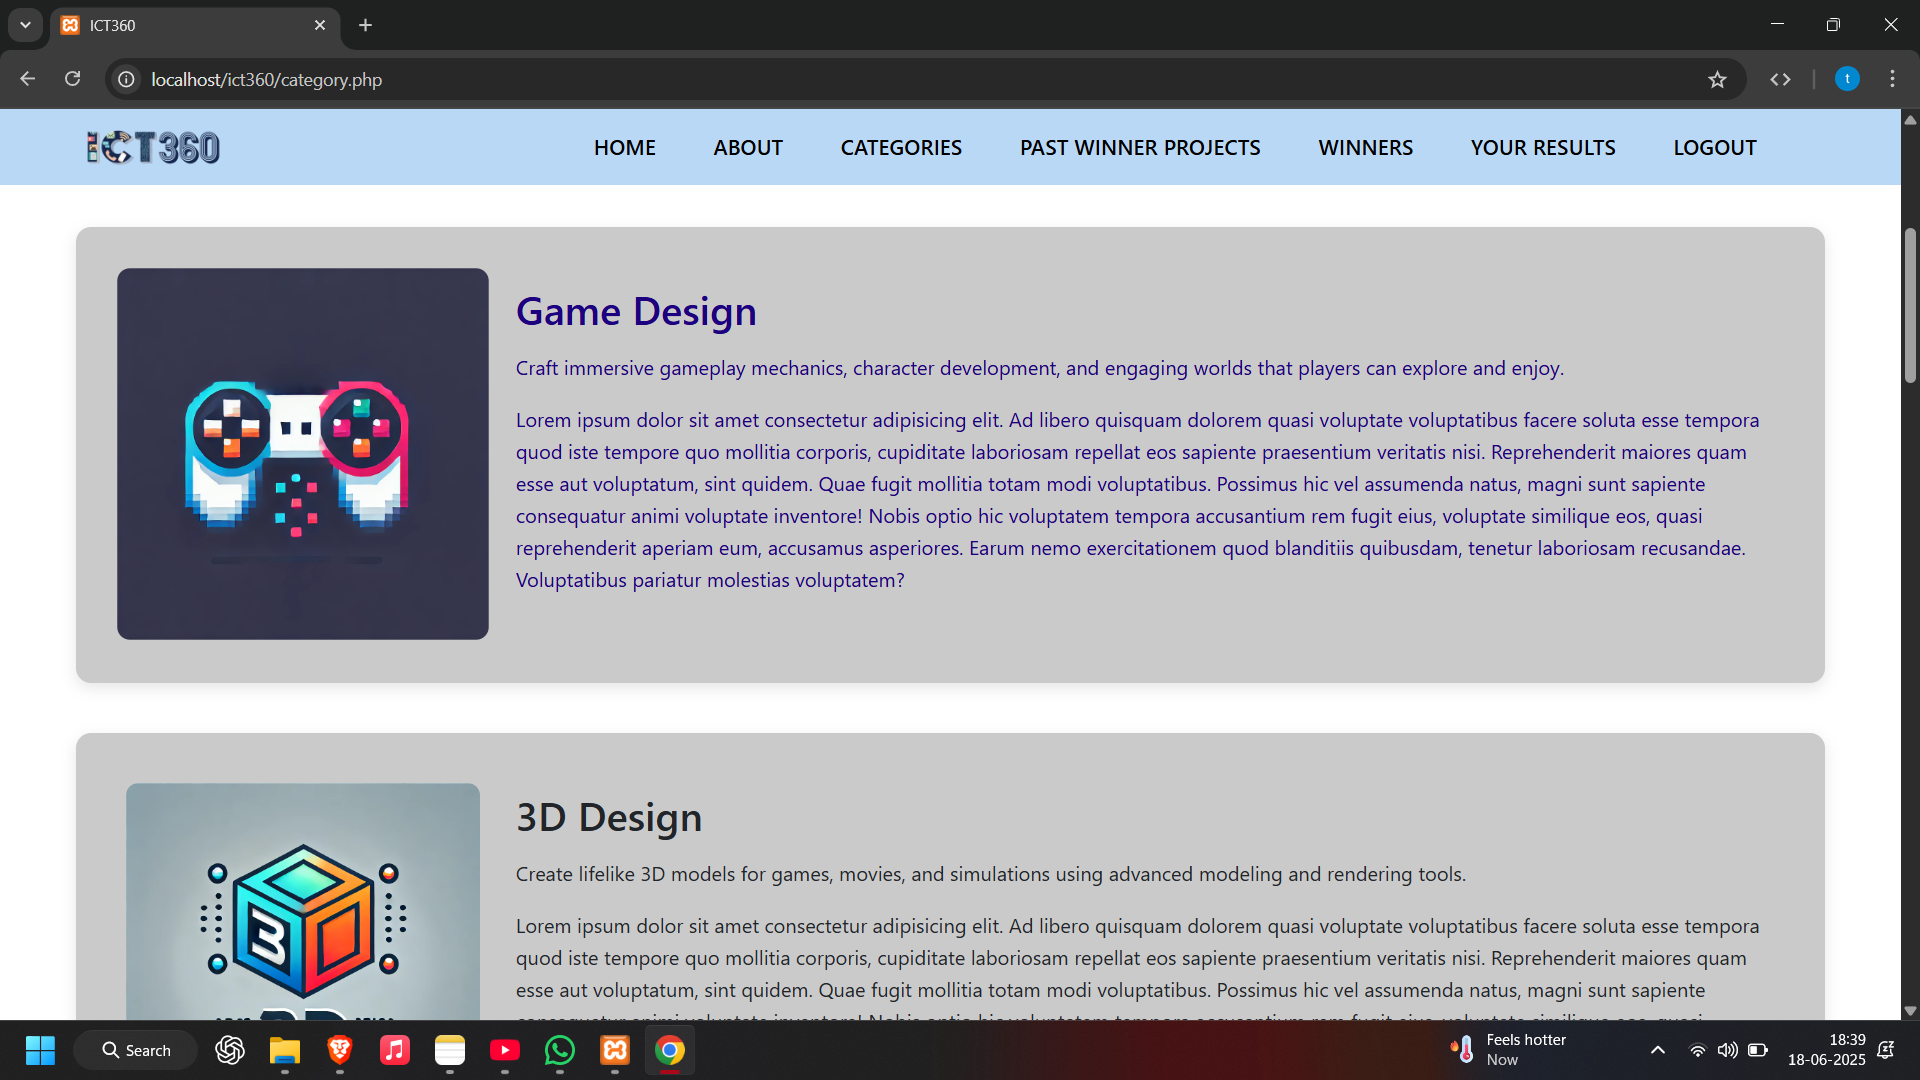 ICT360
localhost/ict360/category.php
t
ICT360
HOME
ABOUT
CATEGORIES
PAST WINNER PROJECTS
WINNERS
YOUR RESULTS
LOGOUT
Game Design
Craft immersive gameplay mechanics, character development, and engaging worlds that players can explore and enjoy.
Lorem ipsum dolor sit amet consectetur adipisicing elit. Ad libero quisquam dolorem quasi voluptate voluptatibus facere soluta esse tempora
quod iste tempore quo mollitia corporis, cupiditate laboriosam repellat eos sapiente praesentium veritatis nisi. Reprehenderit maiores quam
esse aut voluptatum, sint quidem. Quae fugit mollitia totam modi voluptatibus. Possimus hic vel assumenda natus, magni sunt sapiente
consequatur animi voluptate inventore! Nobis optio hic voluptatem tempora accusantium rem fugit eius, voluptate similique eos, quasi
reprehenderit aperiam eum, accusamus asperiores. Earum nemo exercitationem quod blanditiis quibusdam, tenetur laboriosam recusandae.
Voluptatibus pariatur molestias voluptatem?
3
3D Design
Create lifelike 3D models for games, movies, and simulations using advanced modeling and rendering tools.
Lorem ipsum dolor sit amet consectetur adipisicing elit. Ad libero quisquam dolorem quasi voluptate voluptatibus facere soluta esse tempora
quod iste tempore quo mollitia corporis, cupiditate laboriosam repellat eos sapiente praesentium veritatis nisi. Reprehenderit maiores quam
esse aut voluptatum, sint quidem. Quae fugit mollitia totam modi voluptatibus. Possimus hic vel assumenda natus, magni sunt sapiente
Search
Feels hotter
Now
18:39
18-06-2025